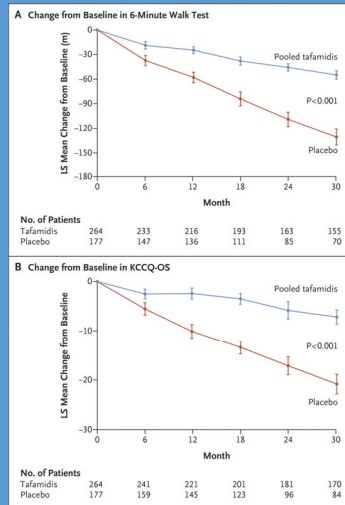 A Change from Baseline in 6-Minute Walk Test
LS Mean Change from Baseline (m)
0
-30
-60
-90
-120
-150
-180
Pooled tafamidis
P<0.001
Placebo
0 6 12 18 24 30
Month
No. of Patients
Tafamidis 264 233 216 193 163 155
Placebo 177 147 136 111 85 70
B Change from Baseline in KCCQ-OS
LS Mean Change from Baseline
0
-10
-20
-30
Pooled tafamidis
P<0.001
Placebo
0 6 12 18 24 30
Month
No. of Patients
Tafamidis 264 241 221 201 181 170
Placebo 177 159 145 123 96 84